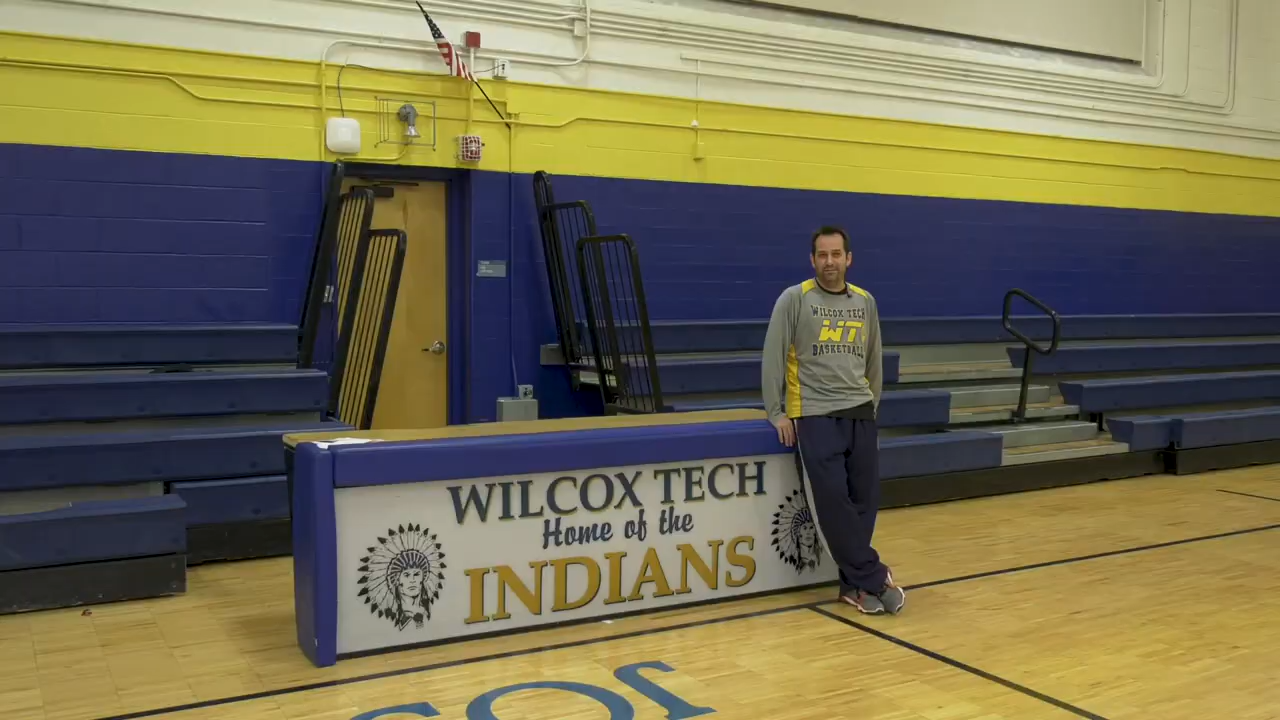 WILCOX TECH
WT
BASKETBALL
WILCOX TECH
Home of the
INDIANS